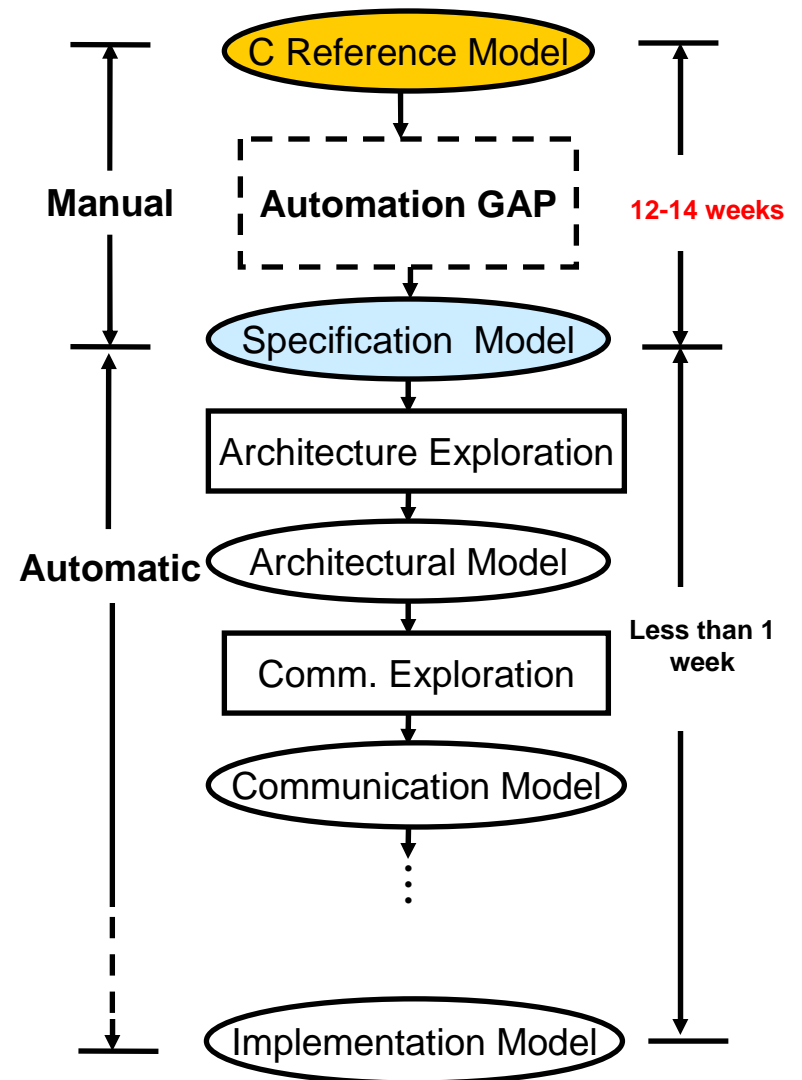 C Reference Model
Manual
Automation GAP
12-14 weeks
Specification Model
Architecture Exploration
Automatic
Architectural Model
Less than 1
week
Comm. Exploration
Communication Model
⋮
Implementation Model